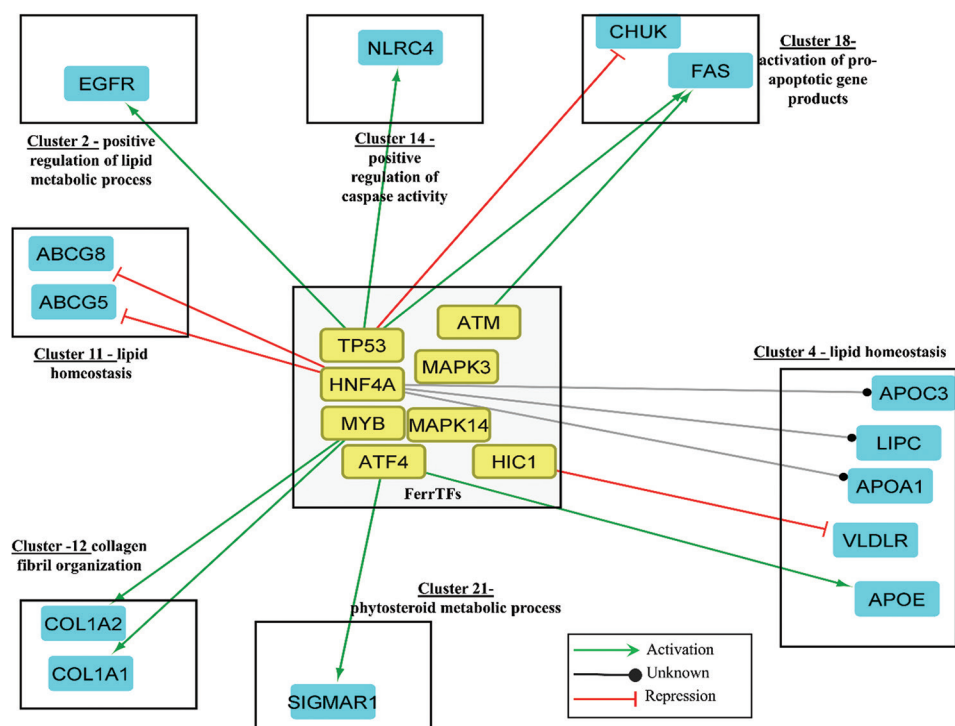 EGFR
Cluster 2 - positive
regulation of lipid
metabolic process
NLRC4
Cluster 14 -
positive
regulation of
caspase activity
CHUK
FAS
Cluster 18-
activation of pro-
apoptotic gene
products
ABCG8
ABCG5
Cluster 11 - lipid
homeostasis
TP53
ATM
MAPK3
HNF4A
MYB
MAPK14
ATF4
HIC1
FerrTFs
Cluster 4 - lipid homeostasis
APOC3
LIPC
APOA1
VLDLR
APOE
Cluster -12 collagen
fibril organization
COL1A2
COL1A1
Cluster 21-
phytosteroid metabolic process
SIGMAR1
Activation
Unknown
Repression